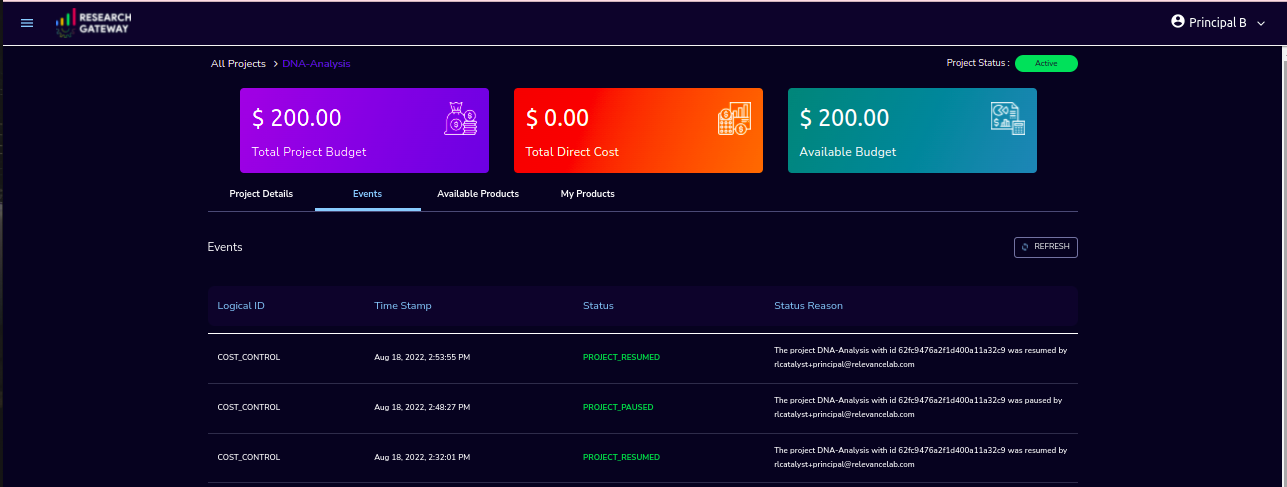 RESEARCH
GATEWAY
Principal B
All Projects > DNA-Analysis
Project Status : Active
$ 200.00
Total Project Budget
$ 0.00
Total Direct Cost
$ 200.00
Available Budget
Project Details Events Available Products My Products
Events
REFRESH
Logical ID Time Stamp Status Status Reason
COST_CONTROL Aug 18, 2022, 2:53:55 PM PROJECT_RESUMED The project DNA-Analysis with id 62fc9476a2f1d400a11a32c9 was resumed by
rlcatalyst+principal@relevancelab.com
COST_CONTROL Aug 18, 2022, 2:48:27 PM PROJECT_PAUSED The project DNA-Analysis with id 62fc9476a2f1d400a11a32c9 was paused by
rlcatalyst+principal@relevancelab.com
COST_CONTROL Aug 18, 2022, 2:32:01 PM PROJECT_RESUMED The project DNA-Analysis with id 62fc9476a2f1d400a11a32c9 was resumed by
rlcatalyst+principal@relevancelab.com